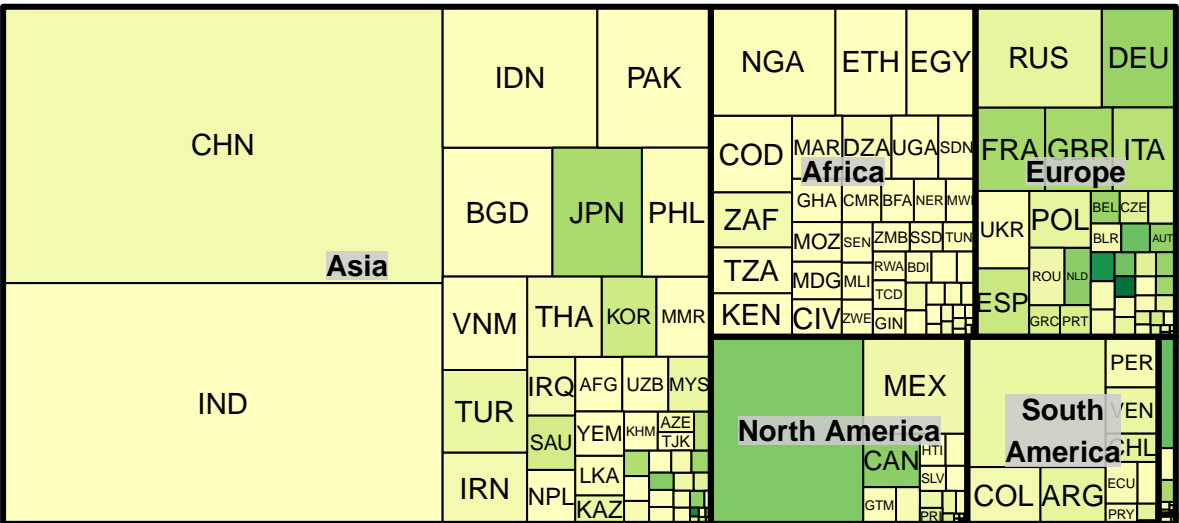 CHN
IND
Asia
IDN
PAK
BGD
JPN
PHL
VNM
THA
KOR
MMR
TUR
IRQ
AFG
UZB
MYS
SAU
YEM
KHM
AZE
TJK
IRN
NPL
LKA
KAZ
NGA
ETH
EGY
COD
MAR
DZA
UGA
SDN
Africa
ZAF
GHA
CMR
BFA
NER
MWI
MOZ
SEN
ZMB
SSD
TUN
TZA
MDG
MLI
RWA
BDI
TCD
KEN
CIV
ZWE
GIN
RUS
DEU
FRA
GBR
ITA
Europe
UKR
POL
BEL
CZE
BLR
AUT
ESP
ROU
NLD
GRC
PRT
MEX
North America
CAN
HTI
SLV
GTM
PRI
PER
South
America
VEN
CHL
COL
ARG
ECU
PRY